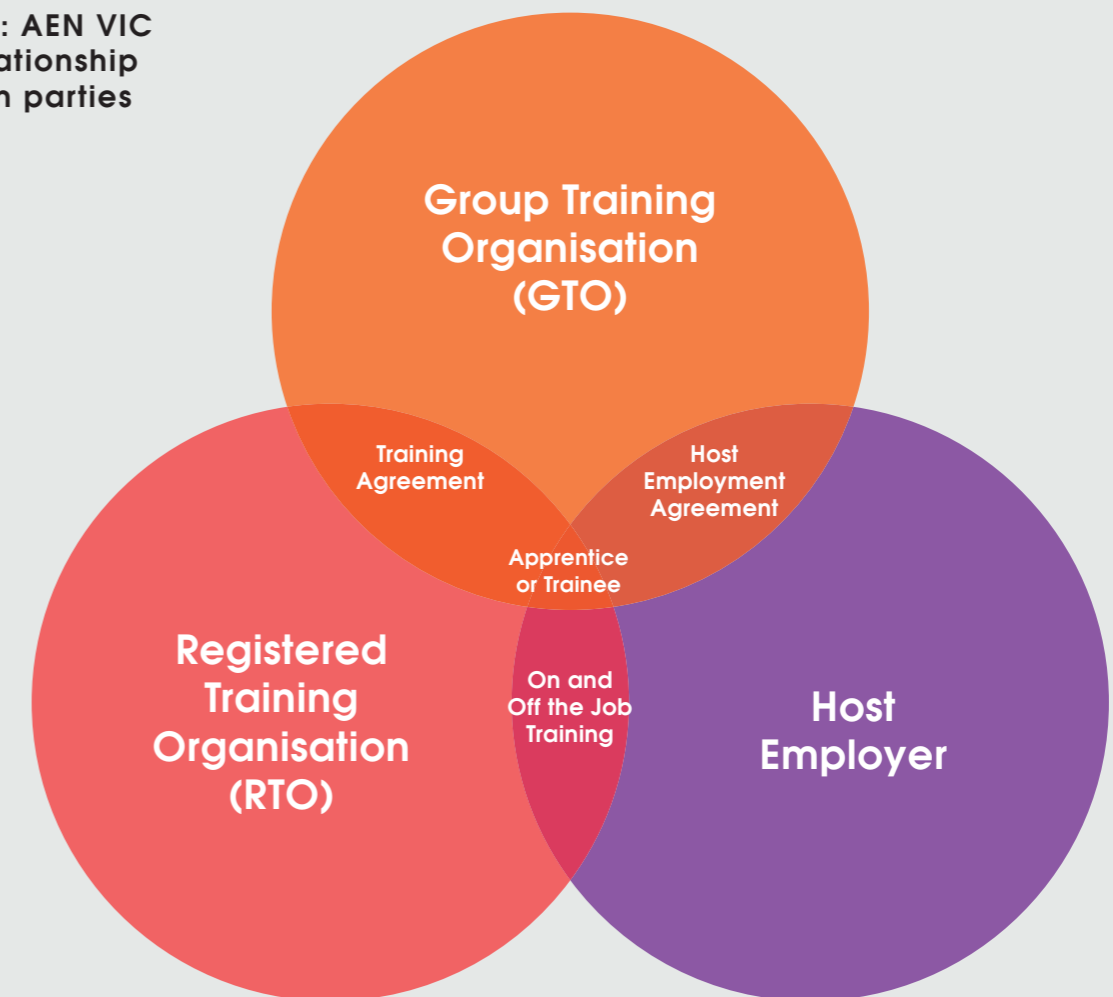 : AEN VIC
ationship
n parties
Group Training
Organisation
(GTO)
Training
Agreement
Host
Employment
Agreement
Apprentice
or Trainee
Registered
Training
Organisation
(RTO)
On and
Off the Job
Training
Host
Employer